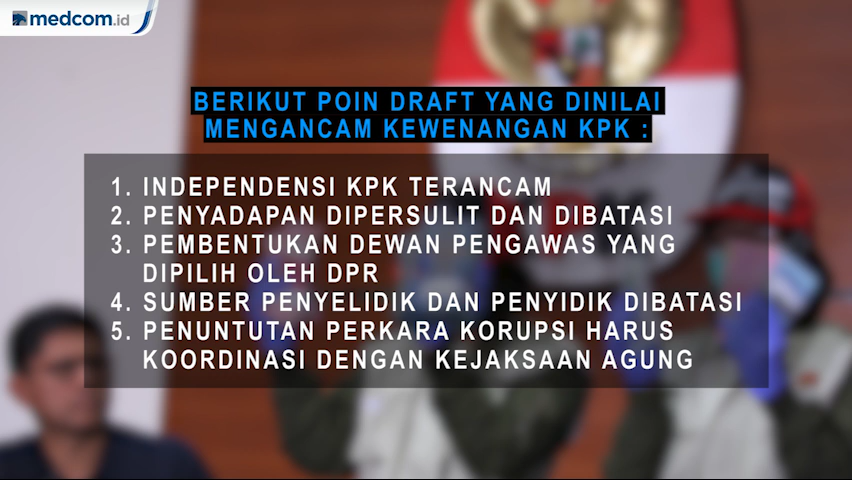 medcom.id
BERIKUT POIN DRAFT YANG DINILAI
MENGANCAM KEWENANGAN KPK :
1. INDEPENDENSI KPK TERANCAM
2. PENYADAPAN DIPERSULIT DAN DIBATASI
3. PEMBENTUKAN DEWAN PENGAWAS YANG
DIPILIH OLEH DPR
4. SUMBER PENYELIDIK DAN PENYIDIK DIBATASI
5. PENUNTUTAN PERKARA KORUPSI HARUS
KOORDINASI DENGAN KEJAKSAAN AGUNG